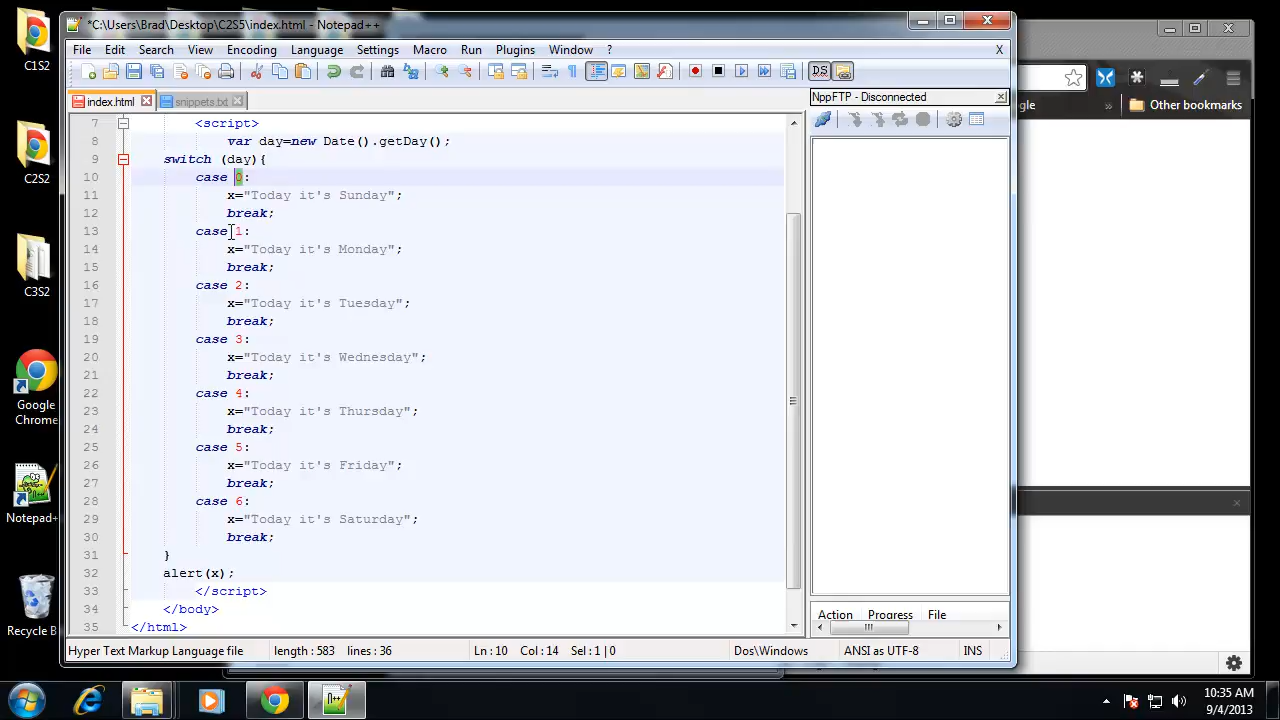 C1S2
C2S2
C3S2
Google
Chrome
Notepad+
Recycle B
*C:\Users\Brad\Desktop\C2S5\index.html - Notepad++
File Edit Search View Encoding Language Settings Macro Run Plugins Window ? X
index.html snippets.txt
NppFTP - Disconnected
gle » Other bookmarks
7 <script>
8 var day=new Date().getDay();
9 switch (day){
10 case 0:
11 x="Today it's Sunday";
12 break;
13 case 1:
14 x="Today it's Monday";
15 break;
16 case 2:
17 x="Today it's Tuesday";
18 break;
19 case 3:
20 x="Today it's Wednesday";
21 break;
22 case 4:
23 x="Today it's Thursday";
24 break;
25 case 5:
26 x="Today it's Friday";
27 break;
28 case 6:
29 x="Today it's Saturday";
30 break;
31 }
32 alert(x);
33 </script>
34 </body>
35 </html>
Action Progress File
Hyper Text Markup Language file length : 583 lines : 36 Ln : 10 Col : 14 Sel : 1 | 0 Dos\Windows ANSI as UTF-8 INS
10:35 AM
9/4/2013